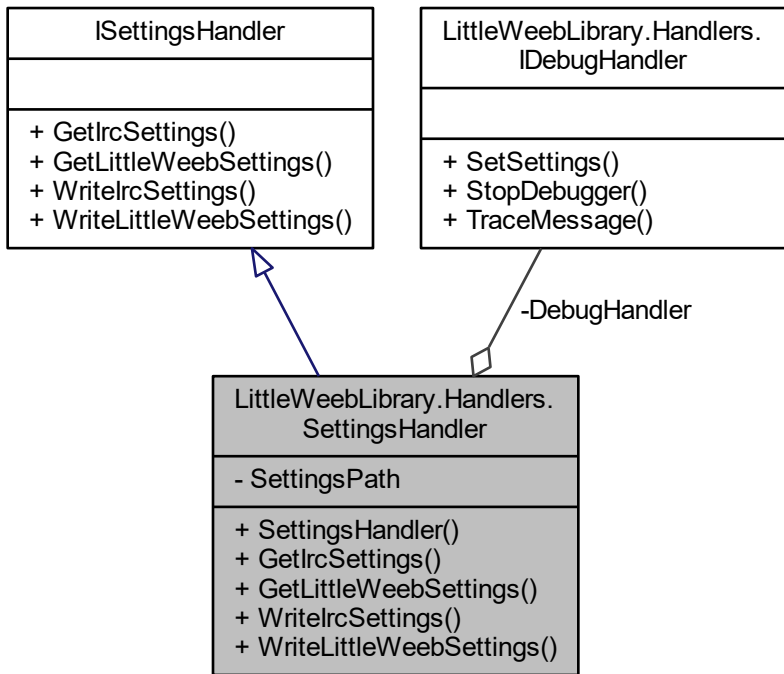 ISettingsHandler
+ GetIrcSettings()
+ GetLittleWeebSettings()
+ WriteIrcSettings()
+ WriteLittleWeebSettings()
LittleWeebLibrary.Handlers.
IDebugHandler
+ SetSettings()
+ StopDebugger()
+ TraceMessage()
-DebugHandler
LittleWeebLibrary.Handlers.
SettingsHandler
- SettingsPath
+ SettingsHandler()
+ GetIrcSettings()
+ GetLittleWeebSettings()
+ WriteIrcSettings()
+ WriteLittleWeebSettings()